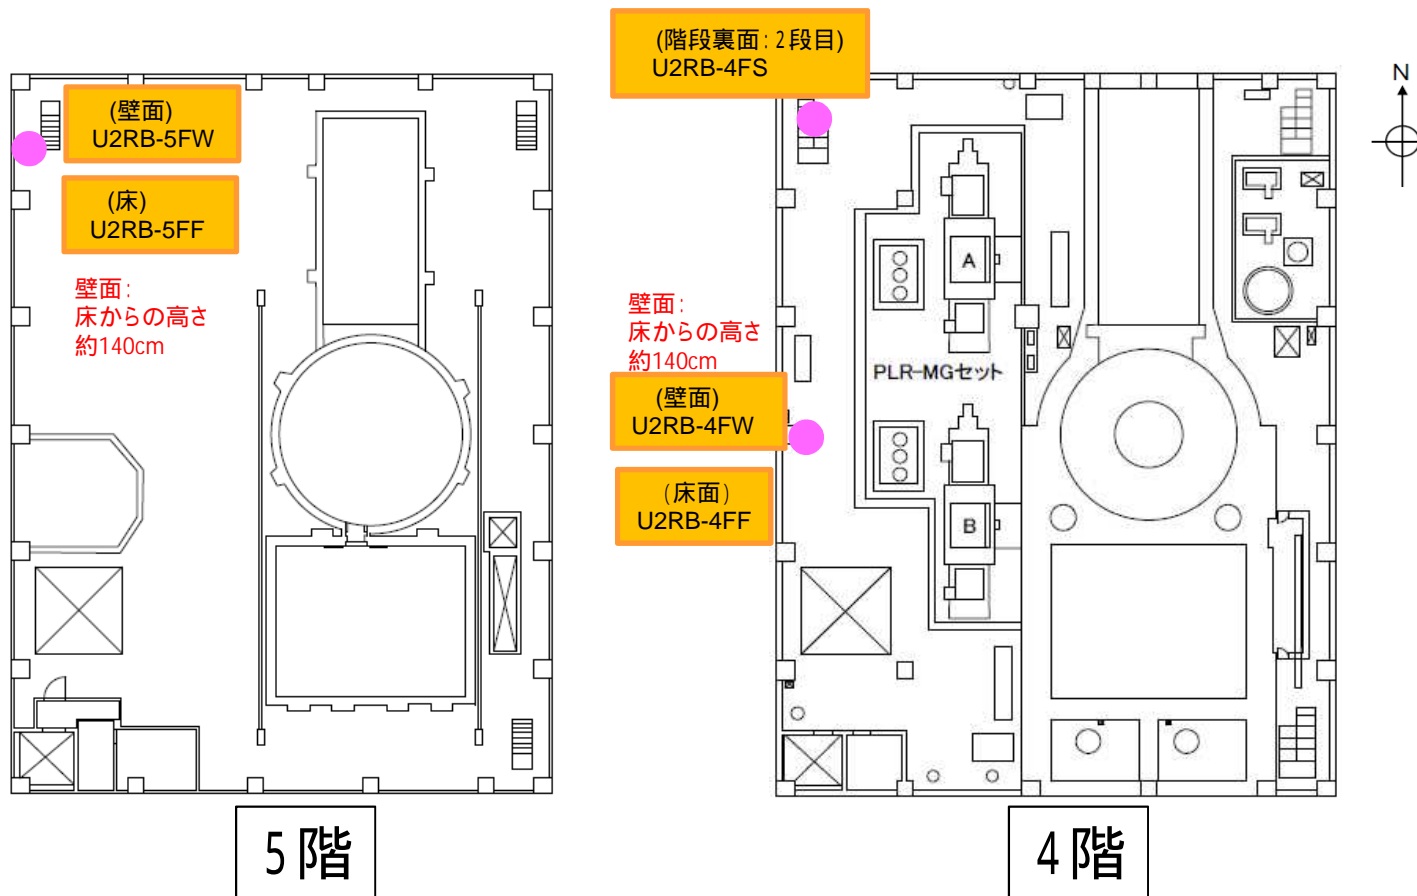 (壁面)
U2RB-5FW
(床)
U2RB-5FF
壁面：
床からの高さ
約140cm
5階
(階段裏面：2段目)
U2RB-4FS
壁面：
床からの高さ
約140cm
(壁面)
U2RB-4FW
(床面)
U2RB-4FF
A
PLR-MGセット
B
4階
N